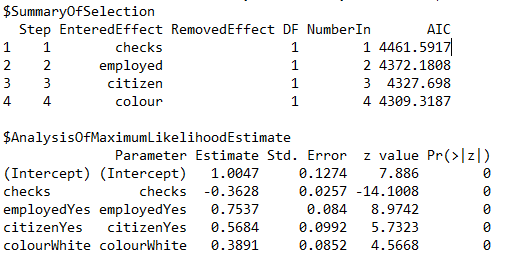 $SummaryOfSelection
Step EnteredEffect RemovedEffect DF NumberIn AIC
1 1 checks 1 1 4461.5917
2 2 employed 1 2 4372.1808
3 3 citizen 1 3 4327.698
4 4 colour 1 4 4309.3187
$AnalysisOfMaximumLikelihoodEstimate
Parameter Estimate Std. Error z value Pr(>|z|)
(Intercept) (Intercept) 1.0047 0.1274 7.886 0
checks checks -0.3628 0.0257 -14.1008 0
employedYes employedYes 0.7537 0.084 8.9742 0
citizenYes citizenYes 0.5684 0.0992 5.7323 0
colourWhite colourWhite 0.3891 0.0852 4.5668 0